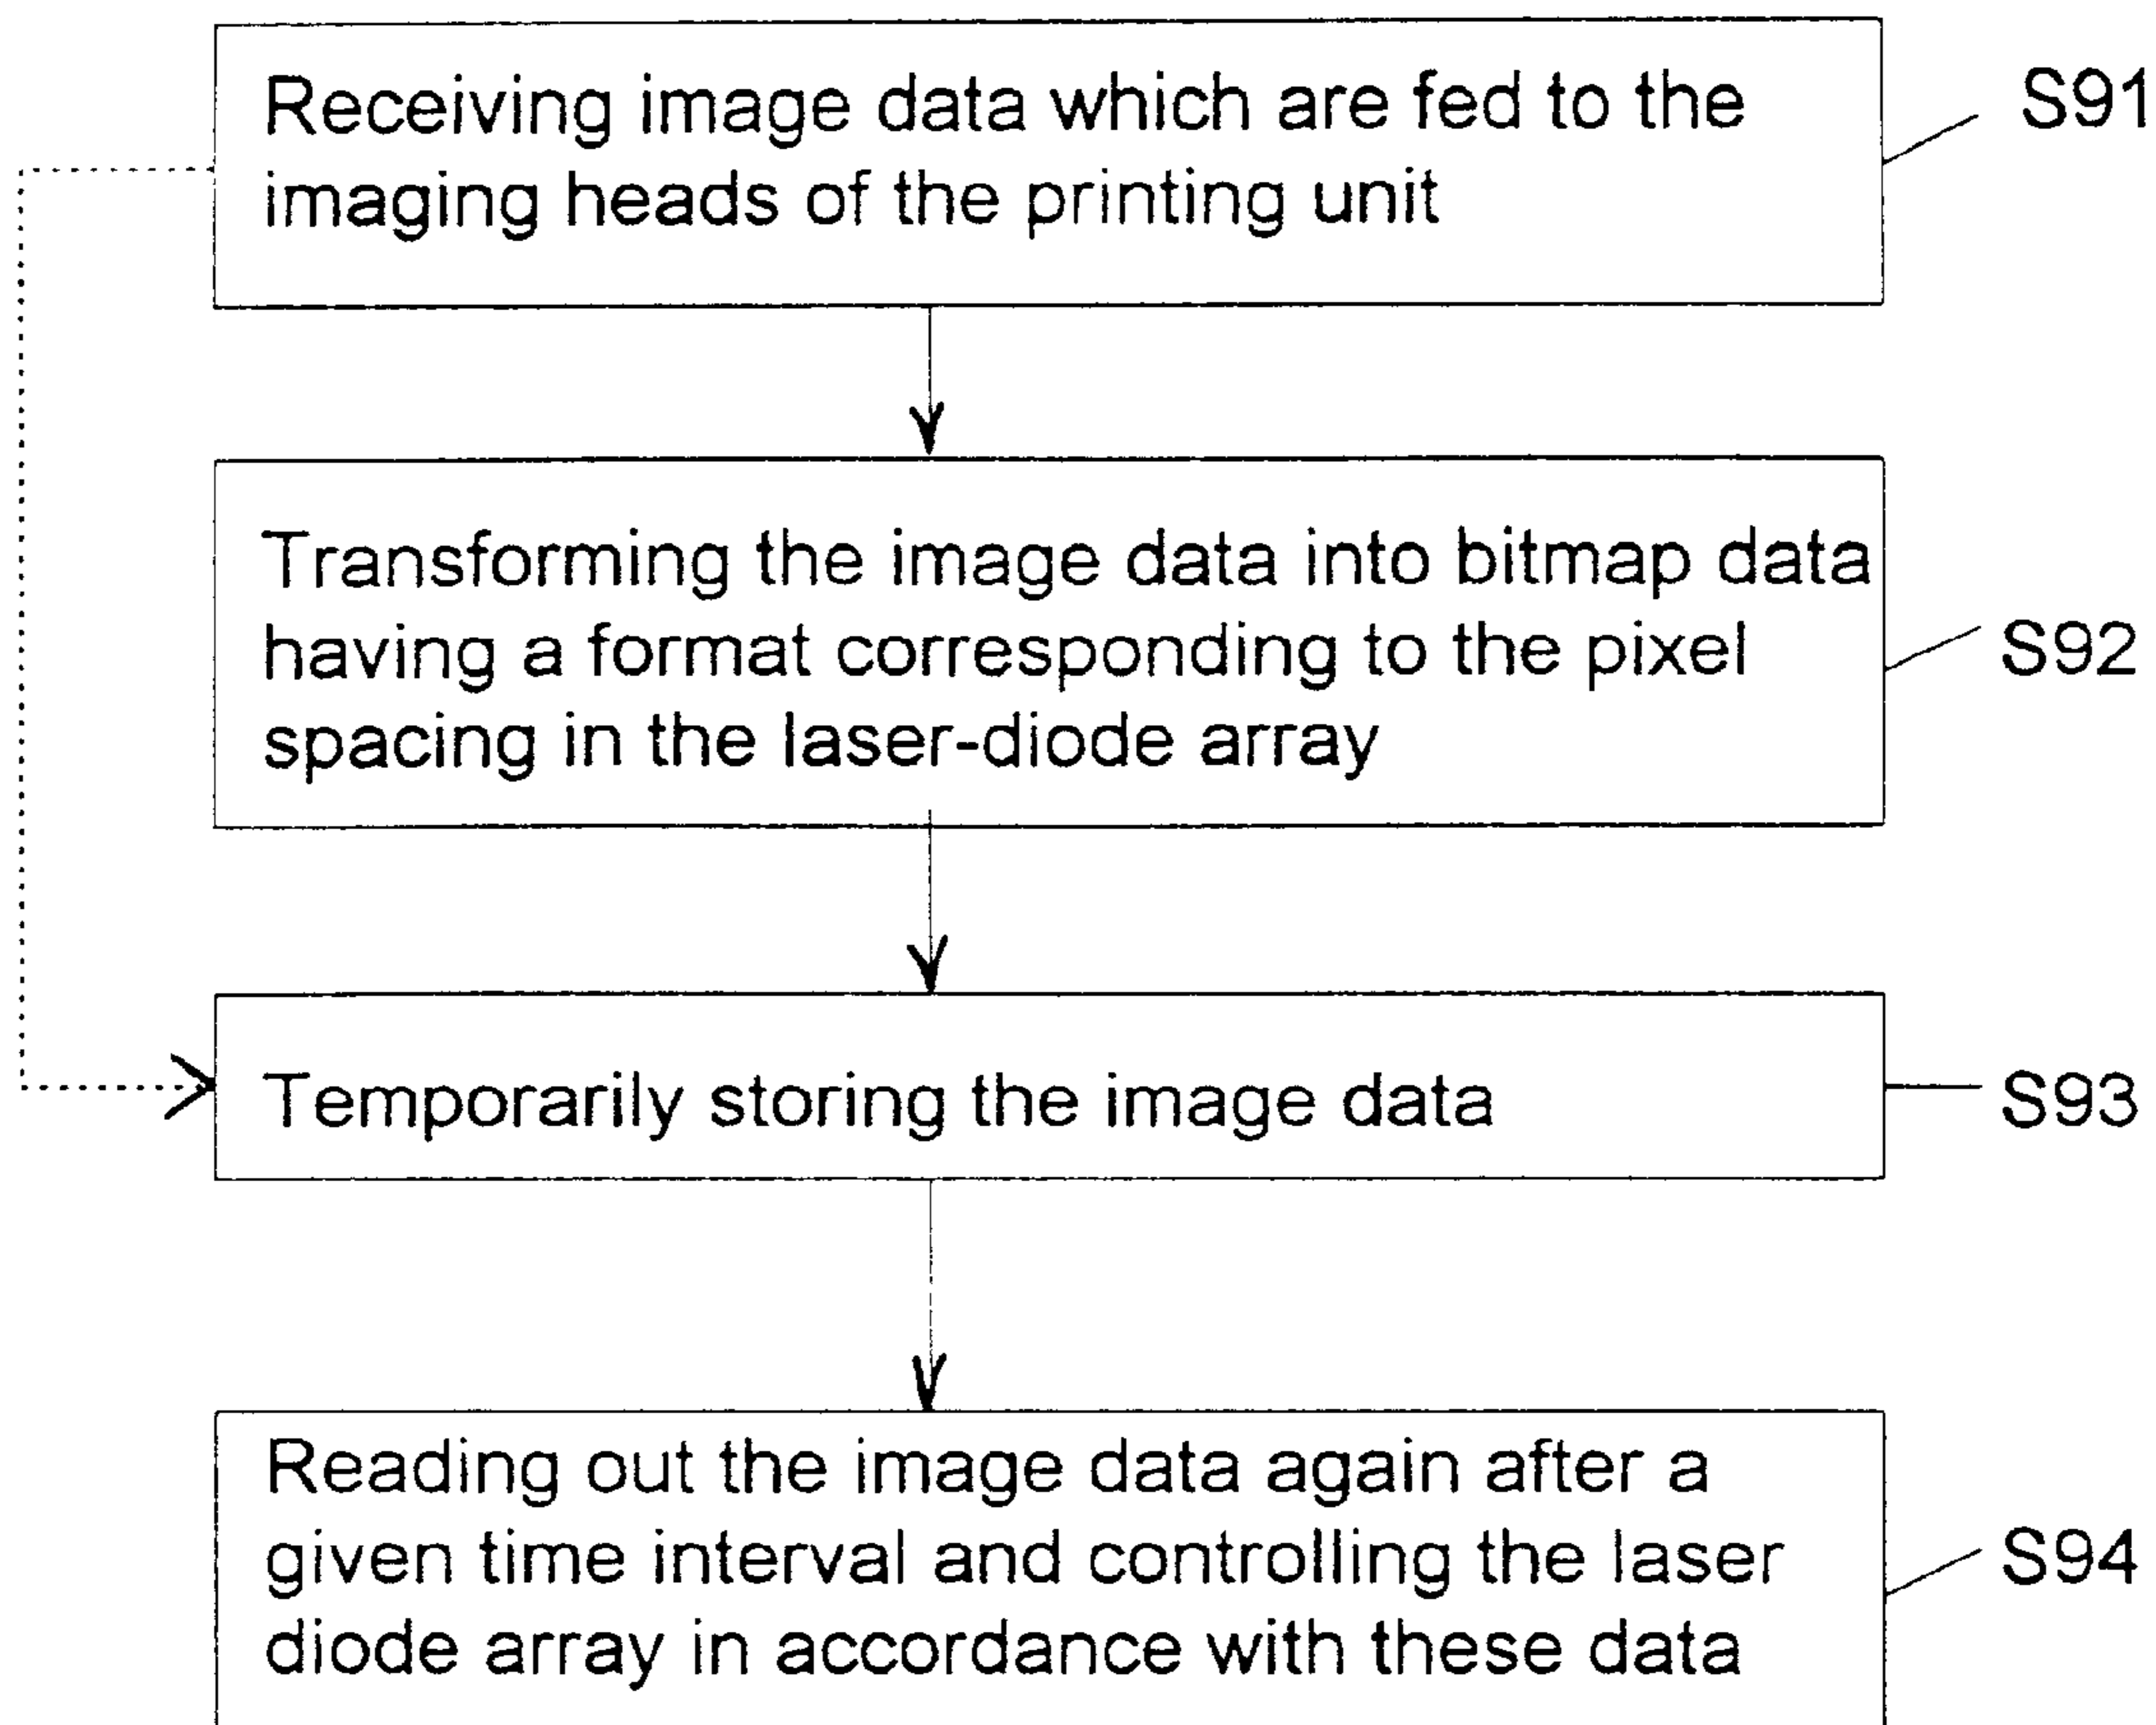 Receiving image data which are fed to the
imaging heads of the printing unit
S91
Transforming the image data into bitmap data
having a format corresponding to the pixel
spacing in the laser-diode array
S92
Temporarily storing the image data
S93
Reading out the image data again after a
given time interval and controlling the laser
diode array in accordance with these data
S94